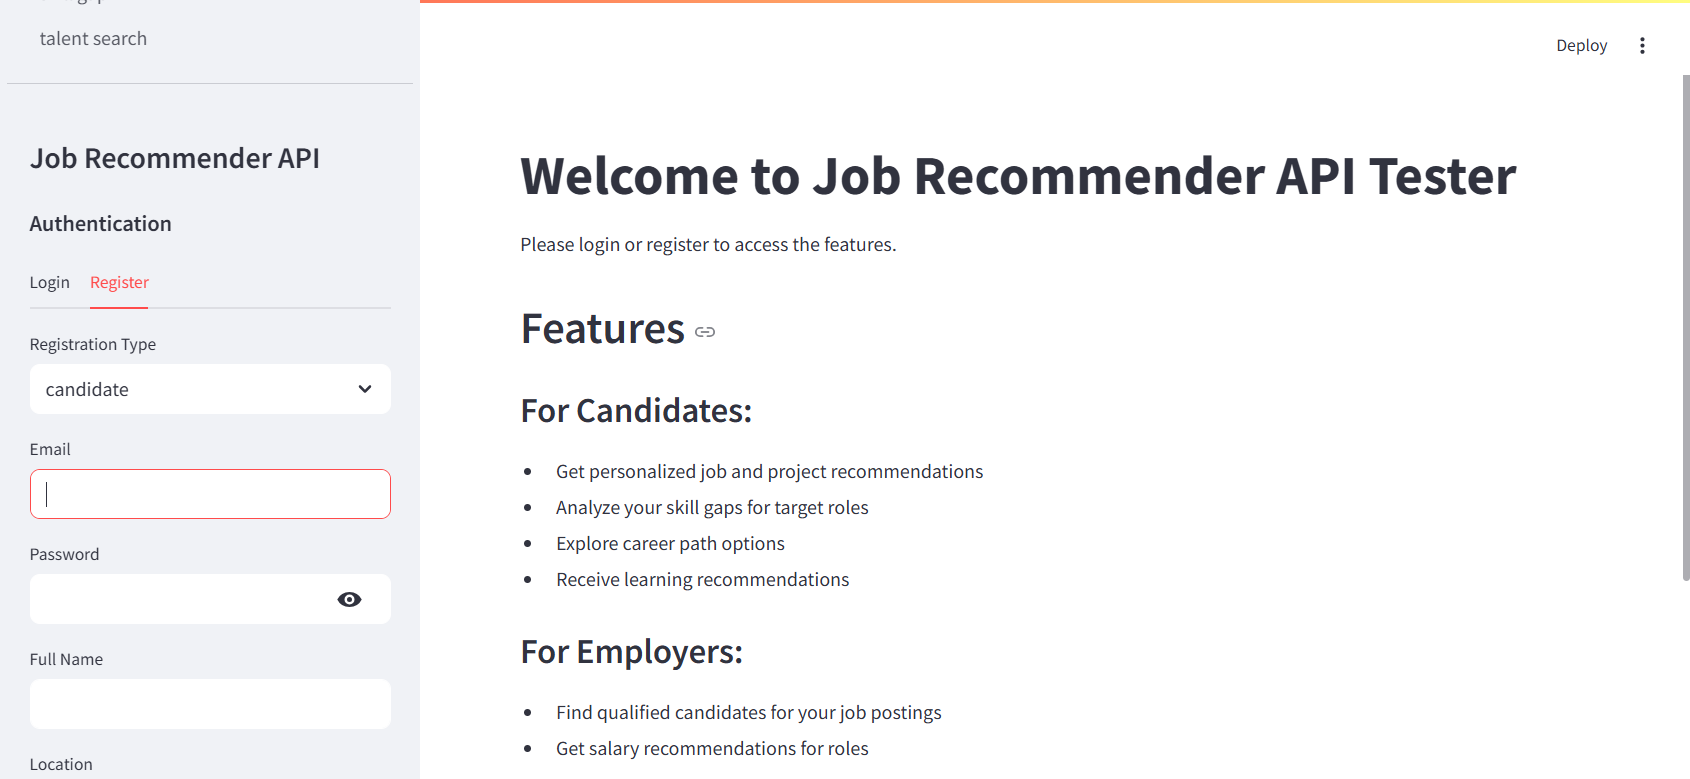 talent search
Job Recommender API
Authentication
Login Register
Registration Type
candidate
Email
Password
Full Name
Location
Deploy
Welcome to Job Recommender API Tester
Please login or register to access the features.
Features
For Candidates:
Get personalized job and project recommendations
Analyze your skill gaps for target roles
Explore career path options
Receive learning recommendations
For Employers:
Find qualified candidates for your job postings
Get salary recommendations for roles